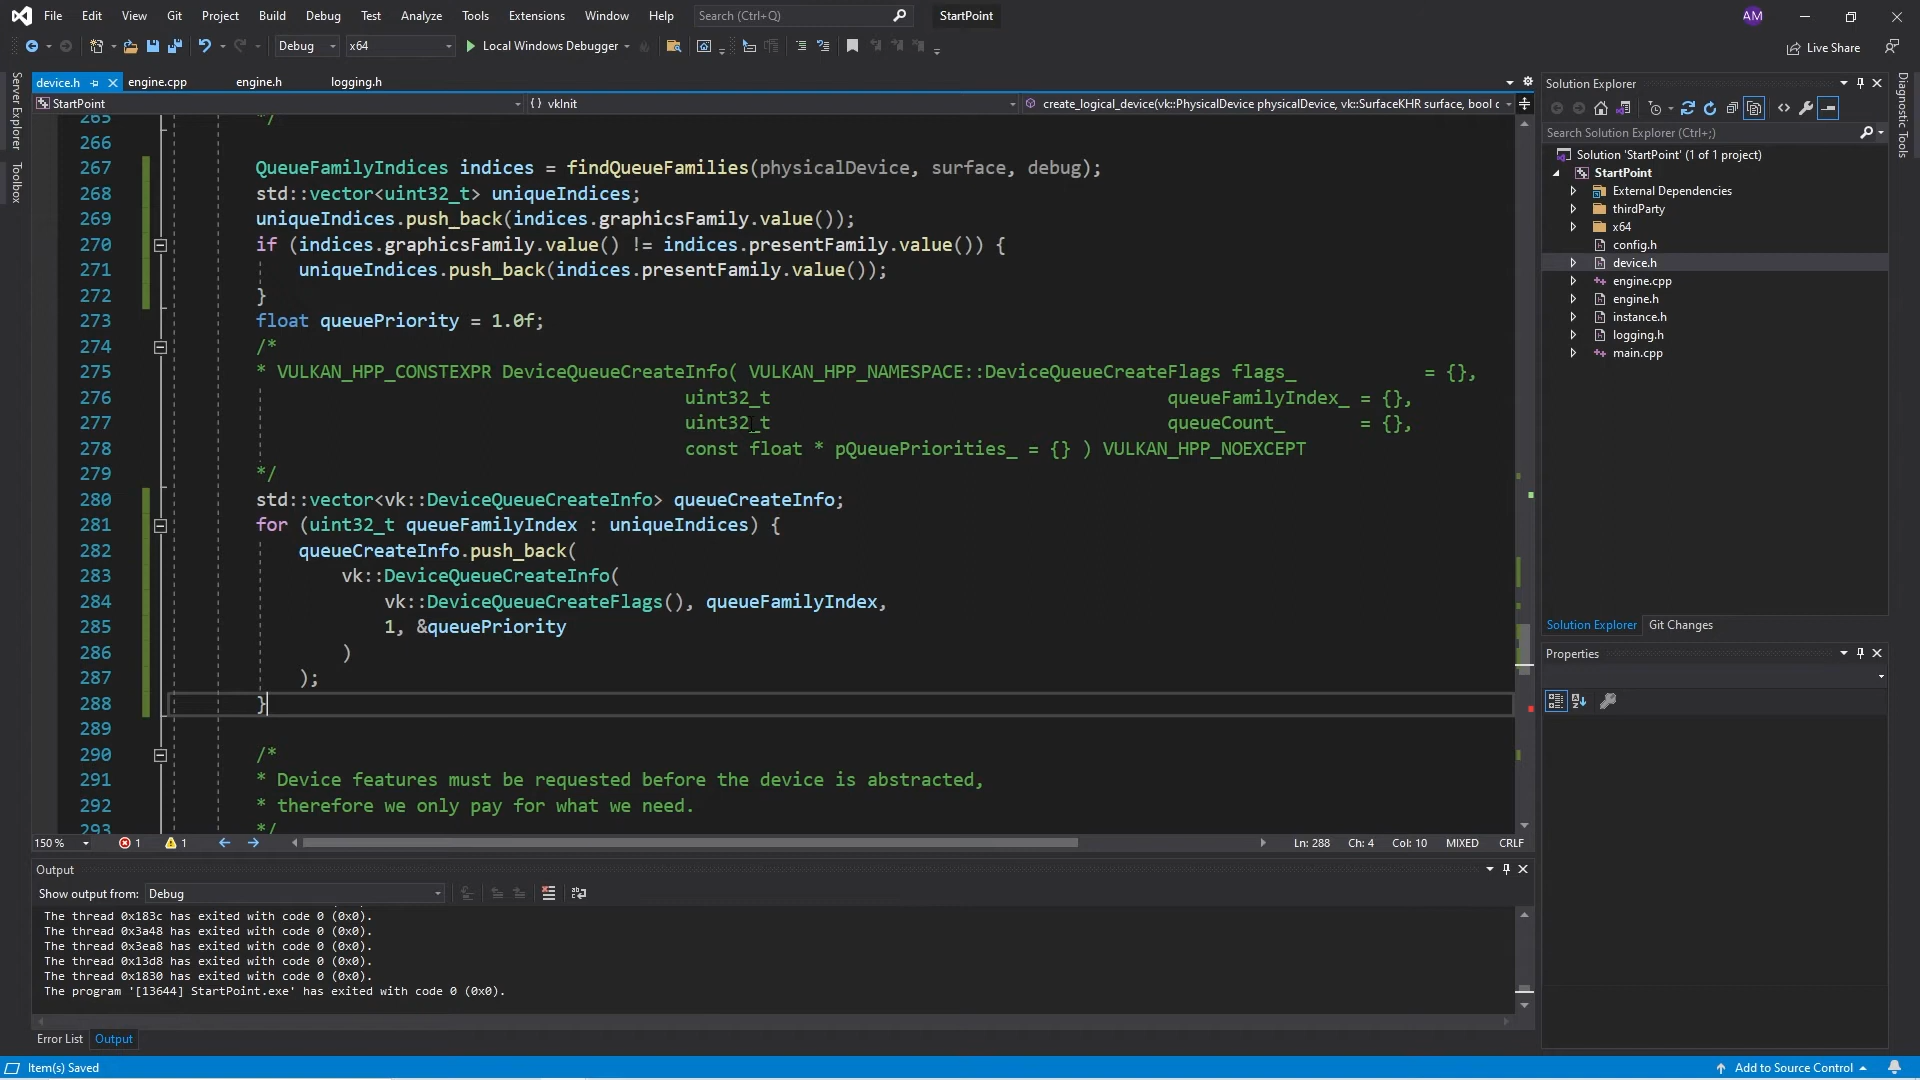 File Edit View Git Project Build Debug Test Analyze Tools Extensions Window Help Search (Ctrl+Q) StartPoint AM
Debug x64 Local Windows Debugger Live Share
device.h engine.cpp engine.h logging.h
StartPoint {} vkInit create_logical_device(vk::PhysicalDevice physicalDevice, vk::SurfaceKHR surface, bool
265 */
266
267 QueueFamilyIndices indices = findQueueFamilies(physicalDevice, surface, debug);
268 std::vector<uint32_t> uniqueIndices;
269 uniqueIndices.push_back(indices.graphicsFamily.value());
270 if (indices.graphicsFamily.value() != indices.presentFamily.value()) {
271 uniqueIndices.push_back(indices.presentFamily.value());
272 }
273 float queuePriority = 1.0f;
274 /*
275 * VULKAN_HPP_CONSTEXPR DeviceQueueCreateInfo( VULKAN_HPP_NAMESPACE::DeviceQueueCreateFlags flags_ = {},
276 uint32_t queueFamilyIndex_ = {},
277 uint32_t queueCount_ = {},
278 const float * pQueuePriorities_ = {} ) VULKAN_HPP_NOEXCEPT
279 */
280 std::vector<vk::DeviceQueueCreateInfo> queueCreateInfo;
281 for (uint32_t queueFamilyIndex : uniqueIndices) {
282 queueCreateInfo.push_back(
283 vk::DeviceQueueCreateInfo(
284 vk::DeviceQueueCreateFlags(), queueFamilyIndex,
285 1, &queuePriority
286 )
287 );
288 }
289
290 /*
291 * Device features must be requested before the device is abstracted,
292 * therefore we only pay for what we need.
293 */
150 % 1 1 Ln: 288 Ch: 4 Col: 10 MIXED CRLF
Output
Show output from: Debug
The thread 0x183c has exited with code 0 (0x0).
The thread 0x3a48 has exited with code 0 (0x0).
The thread 0x3ea8 has exited with code 0 (0x0).
The thread 0x13d8 has exited with code 0 (0x0).
The thread 0x1830 has exited with code 0 (0x0).
The program '[13644] StartPoint.exe' has exited with code 0 (0x0).
Error List Output
Item(s) Saved Add to Source Control
Server Explorer
Toolbox
Solution Explorer
Search Solution Explorer (Ctrl+;)
Solution 'StartPoint' (1 of 1 project)
StartPoint
External Dependencies
thirdParty
x64
config.h
device.h
engine.cpp
engine.h
instance.h
logging.h
main.cpp
Solution Explorer Git Changes
Properties
Diagnostic Tools